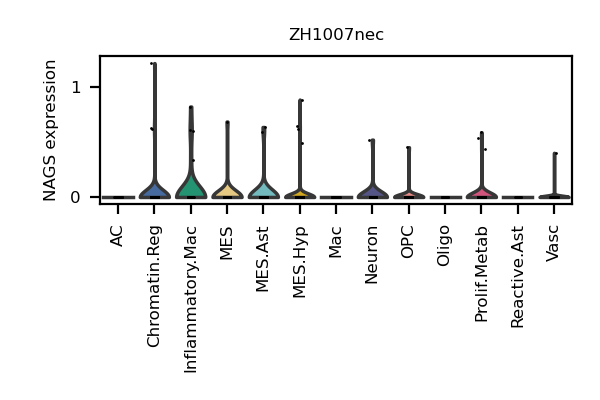 ZH1007nec
NAGS expression
1
0
AC
Chromatin.Reg
Inflammatory.Mac
MES
MES.Ast
MES.Hyp
Mac
Neuron
OPC
Oligo
Prolif.Metab
Reactive.Ast
Vasc